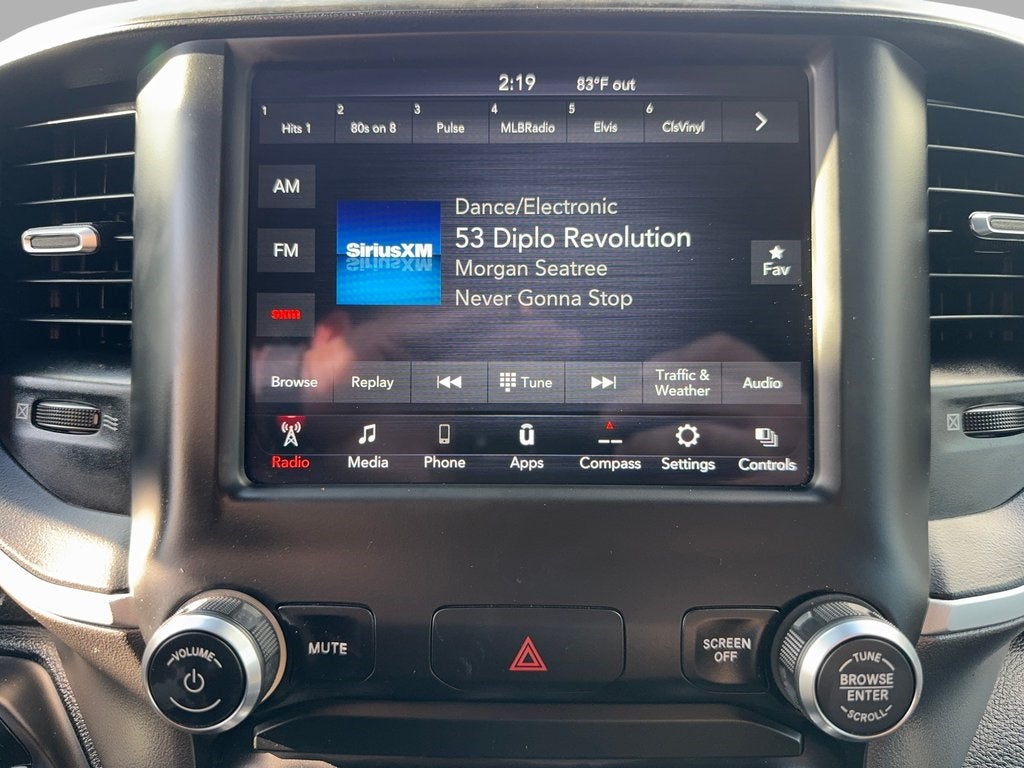 2:19 83°F out
1 Hits 1 2 80s on 8 3 Pulse 4 MLBRadio 5 Elvis 6 ClsVinyl
AM
FM
sxm
SiriusXM
Dance/Electronic
53 Diplo Revolution
Morgan Seatree
Never Gonna Stop
Fav
Browse Replay Tune Traffic & Weather Audio
Radio Media Phone Apps Compass Settings Controls
VOLUME
MUTE
SCREEN
OFF
TUNE
BROWSE
ENTER
SCROLL